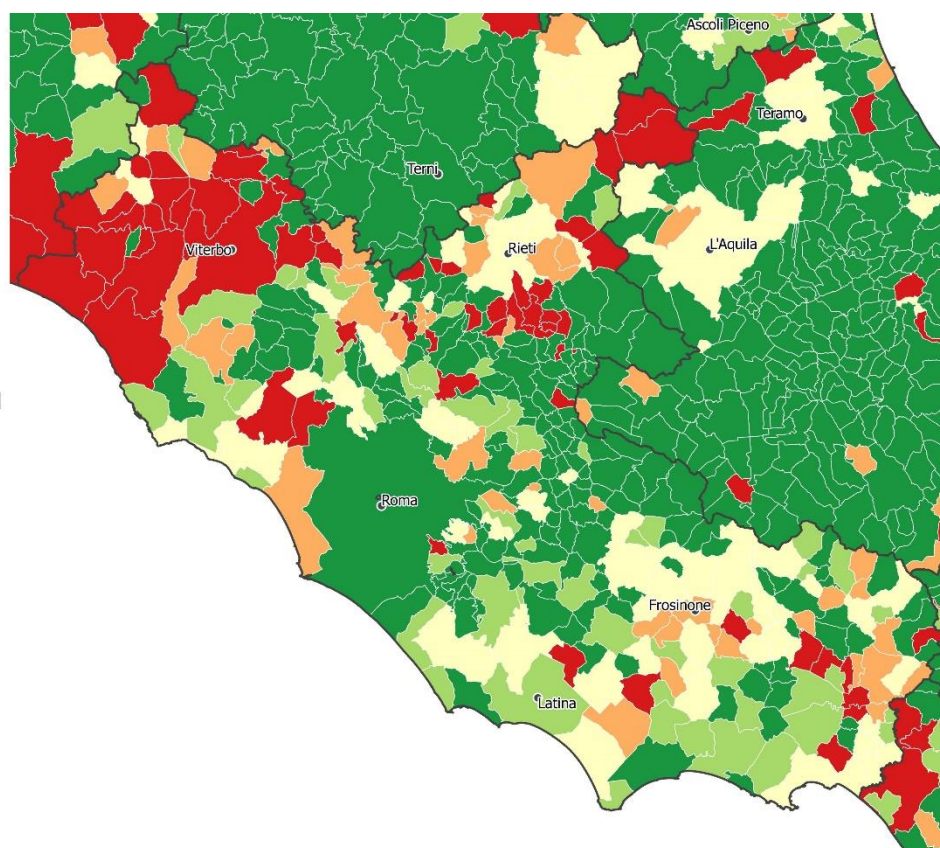 Ascoli Piceno
Teramo
Terni
Viterbo
Rieti
L'Aquila
Roma
Frosinone
Latina